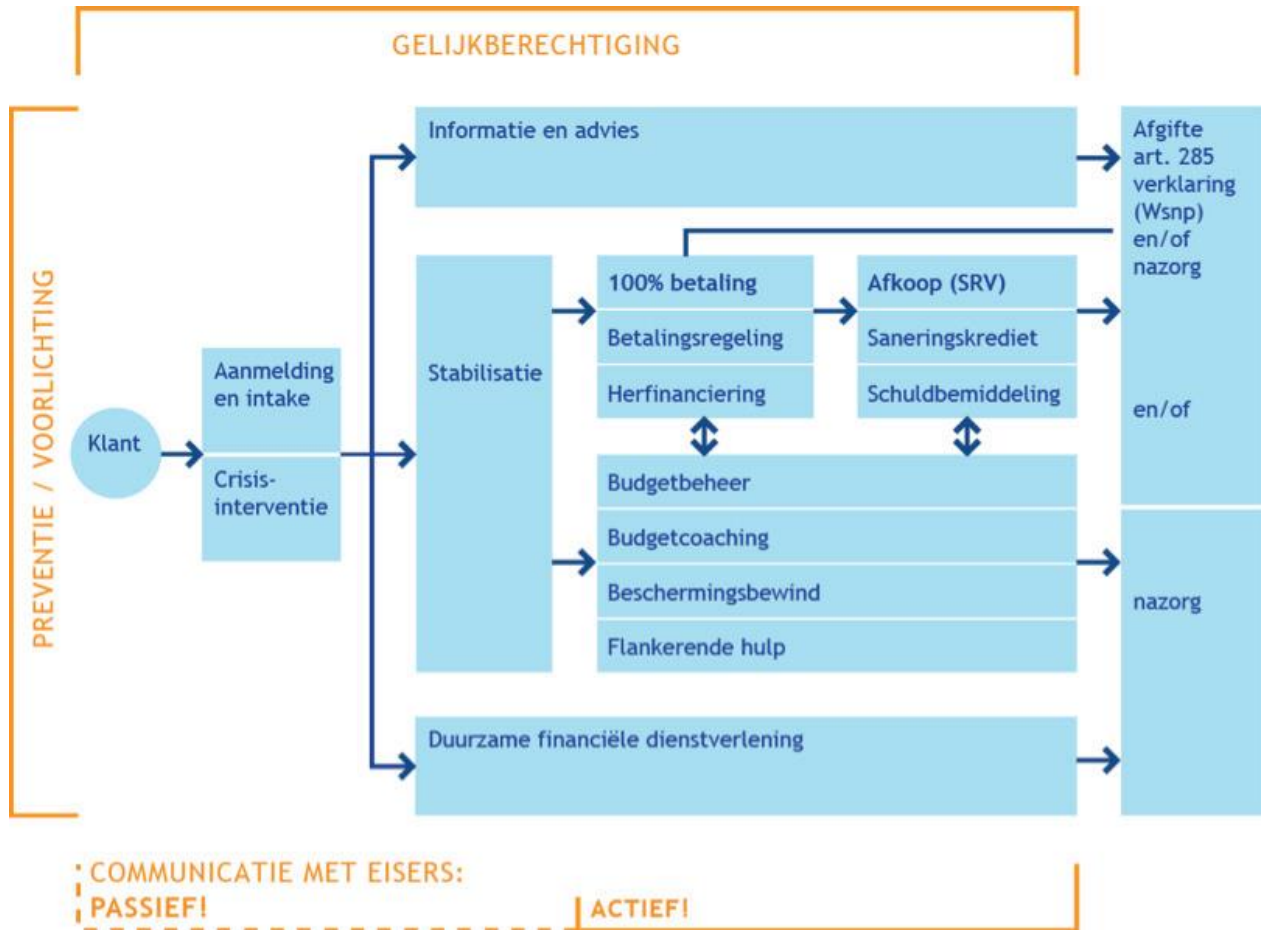 GELIJKBERECHTIGING
PREVENTIE / VOORLICHTING
Klant
Aanmelding
en intake
Crisis-
interventie
Informatie en advies
Stabilisatie
100% betaling
Betalingsregeling
Herfinanciering
Afkoop (SRV)
Saneringskrediet
Schuldbemiddeling
Budgetbeheer
Budgetcoaching
Beschermingsbewind
Flankerende hulp
Duurzame financiële dienstverlening
Afgifte
art. 285
verklaring
(Wsnp)
en/of
nazorg
en/of
nazorg
COMMUNICATIE MET EISERS:
PASSIEF!
ACTIEF!